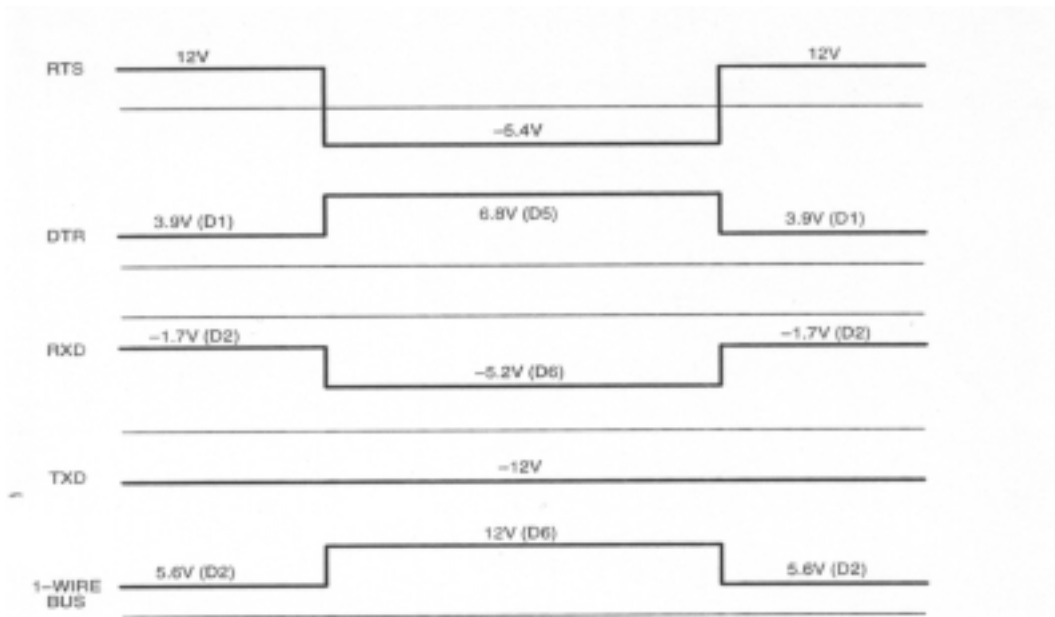 RTS 12V 12V
-5.4V
DTR 3.9V (D1) 6.8V (D5) 3.9V (D1)
RXD -1.7V (D2) -1.7V (D2)
-5.2V (D6)
TXD -12V
12V (D6)
1-WIRE 5.6V (D2) 5.6V (D2)
BUS